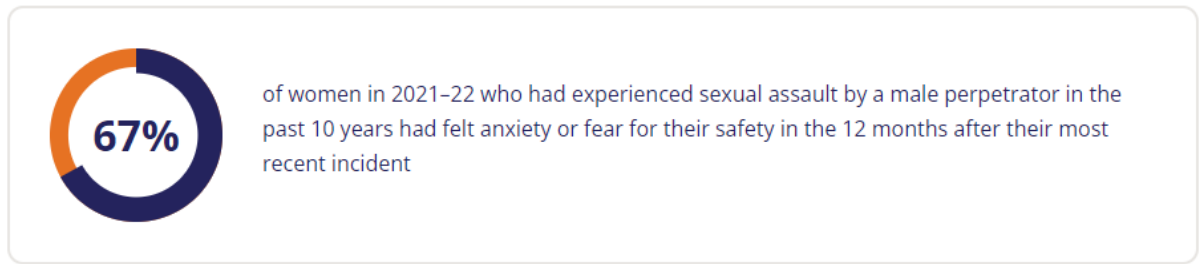 67%
of women in 2021–22 who had experienced sexual assault by a male perpetrator in the
past 10 years had felt anxiety or fear for their safety in the 12 months after their most
recent incident